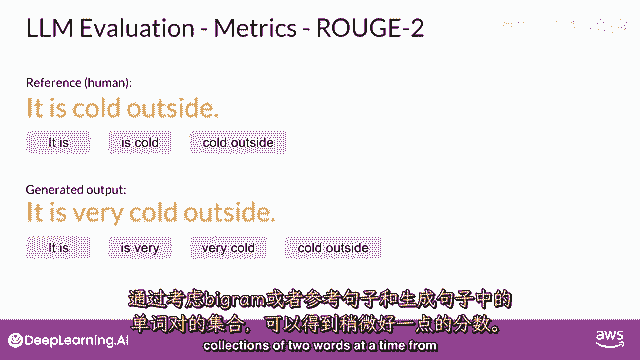 LLM Evaluation - Metrics - ROUGE-2
Reference (human):
It is cold outside.
It is
is cold
cold outside
Generated output:
It is very cold outside.
It is
is very
very cold
cold outside
通过考虑bigram或者参考句子和生成句子中的
单词对的集合，可以得到稍微好一点的分数。
collections of two words at a time from
DeepLearning.AI
aws